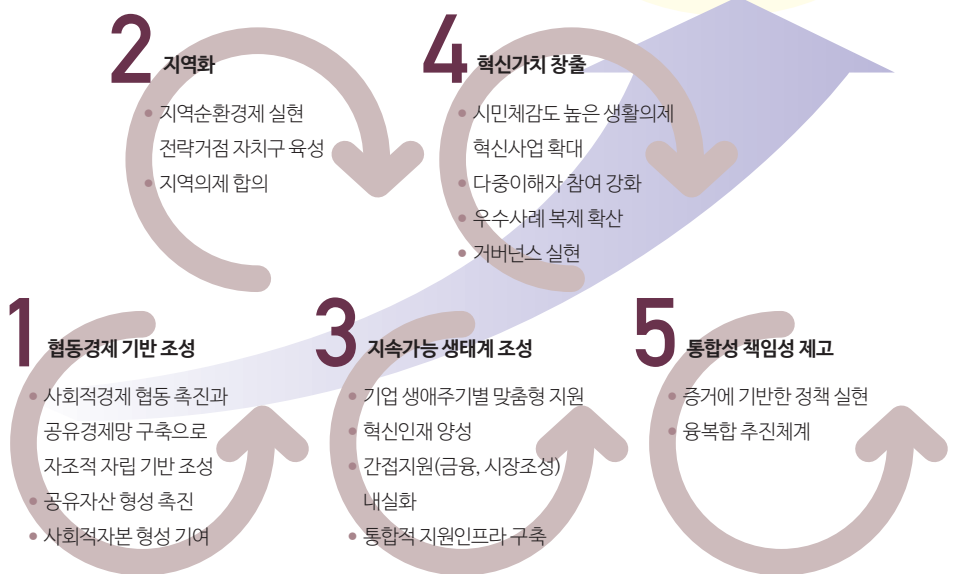 1 협동경제 기반 조성
• 사회적경제 협동 촉진과
공유경제망 구축으로
자조적 자립 기반 조성
• 공유자산 형성 촉진
• 사회적자본 형성 기여
2 지역화
• 지역순환경제 실현
전략거점 자치구 육성
• 지역의제 합의
3 지속가능 생태계 조성
• 기업 생애주기별 맞춤형 지원
• 혁신인재 양성
• 간접지원(금융, 시장조성)
내실화
• 통합적 지원인프라 구축
4 혁신가치 창출
• 시민체감도 높은 생활의제
혁신사업 확대
• 다중이해자 참여 강화
• 우수사례 복제 확산
• 거버넌스 실현
5 통합성 책임성 제고
• 증거에 기반한 정책 실현
• 융복합 추진체계